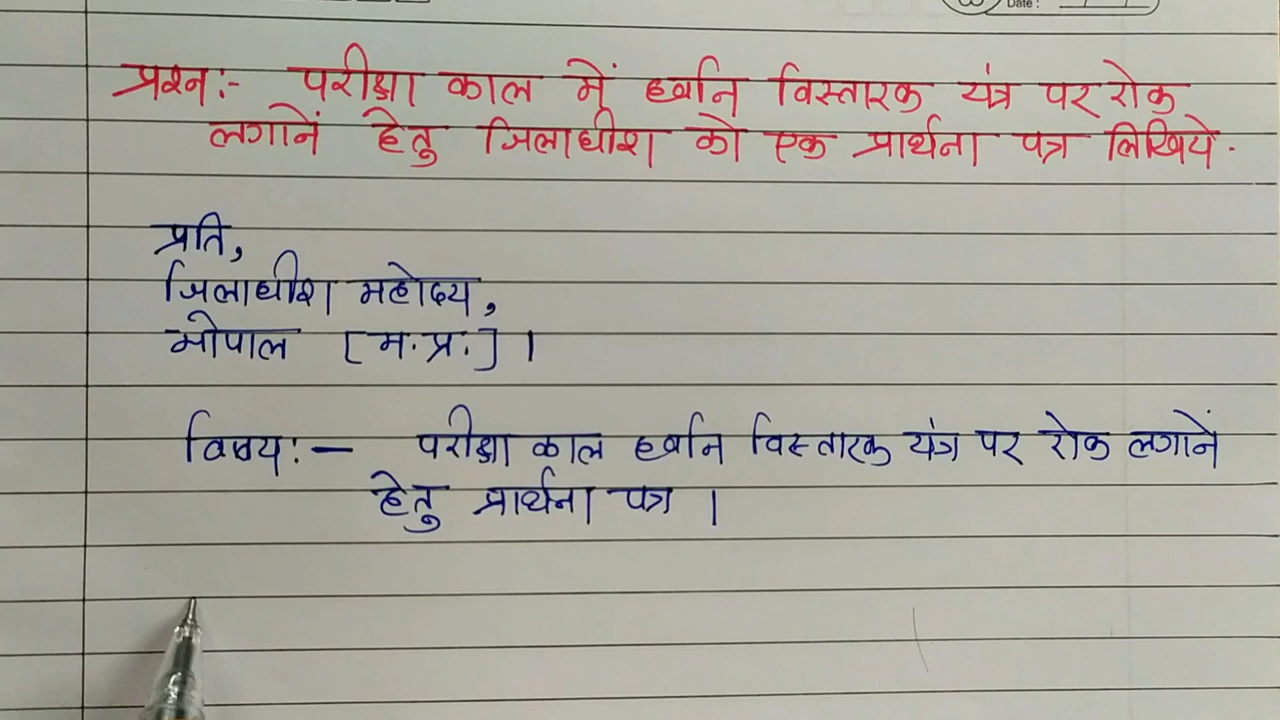 Date :
प्रश्न:- परीक्षा काल में ध्वनि विस्तारक यंत्र पर रोक
लगानें हेतु जिलाधीश को एक प्रार्थना पत्र लिखिये.
प्रति,
जिलाधीश महोदय,
भोपाल [म.प्र.] ।
विषय:— परीक्षा काल ध्वनि विस्तारक यंत्र पर रोक लगानें
हेतु प्रार्थना पत्र ।